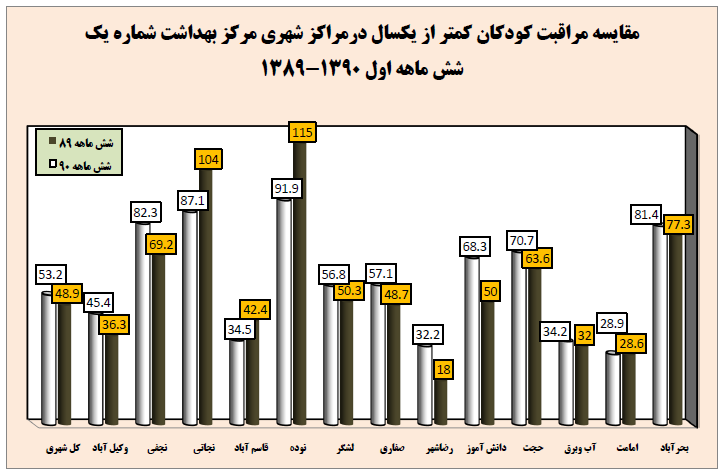 مقایسه مراقبت کودکان کمتر از یکسال درمراکز شهری مرکز بهداشت شماره یک
شش ماهه اول ۱۳۹۰-۱۳۸۹
شش ماهه ۸۹
شش ماهه ۹۰
53.2 48.9
45.4 36.3
82.3 69.2
87.1 104
34.5 42.4
91.9 115
56.8 50.3
57.1 48.7
32.2 18
68.3 50
70.7 63.6
34.2 32
28.9 28.6
81.4 77.3
بحرآباد امامت آب وبرق حجت دانش آموز رضاشهر صفاری لشگر نوده قاسم آباد نجاتی نجفی وکیل آباد کل شهری